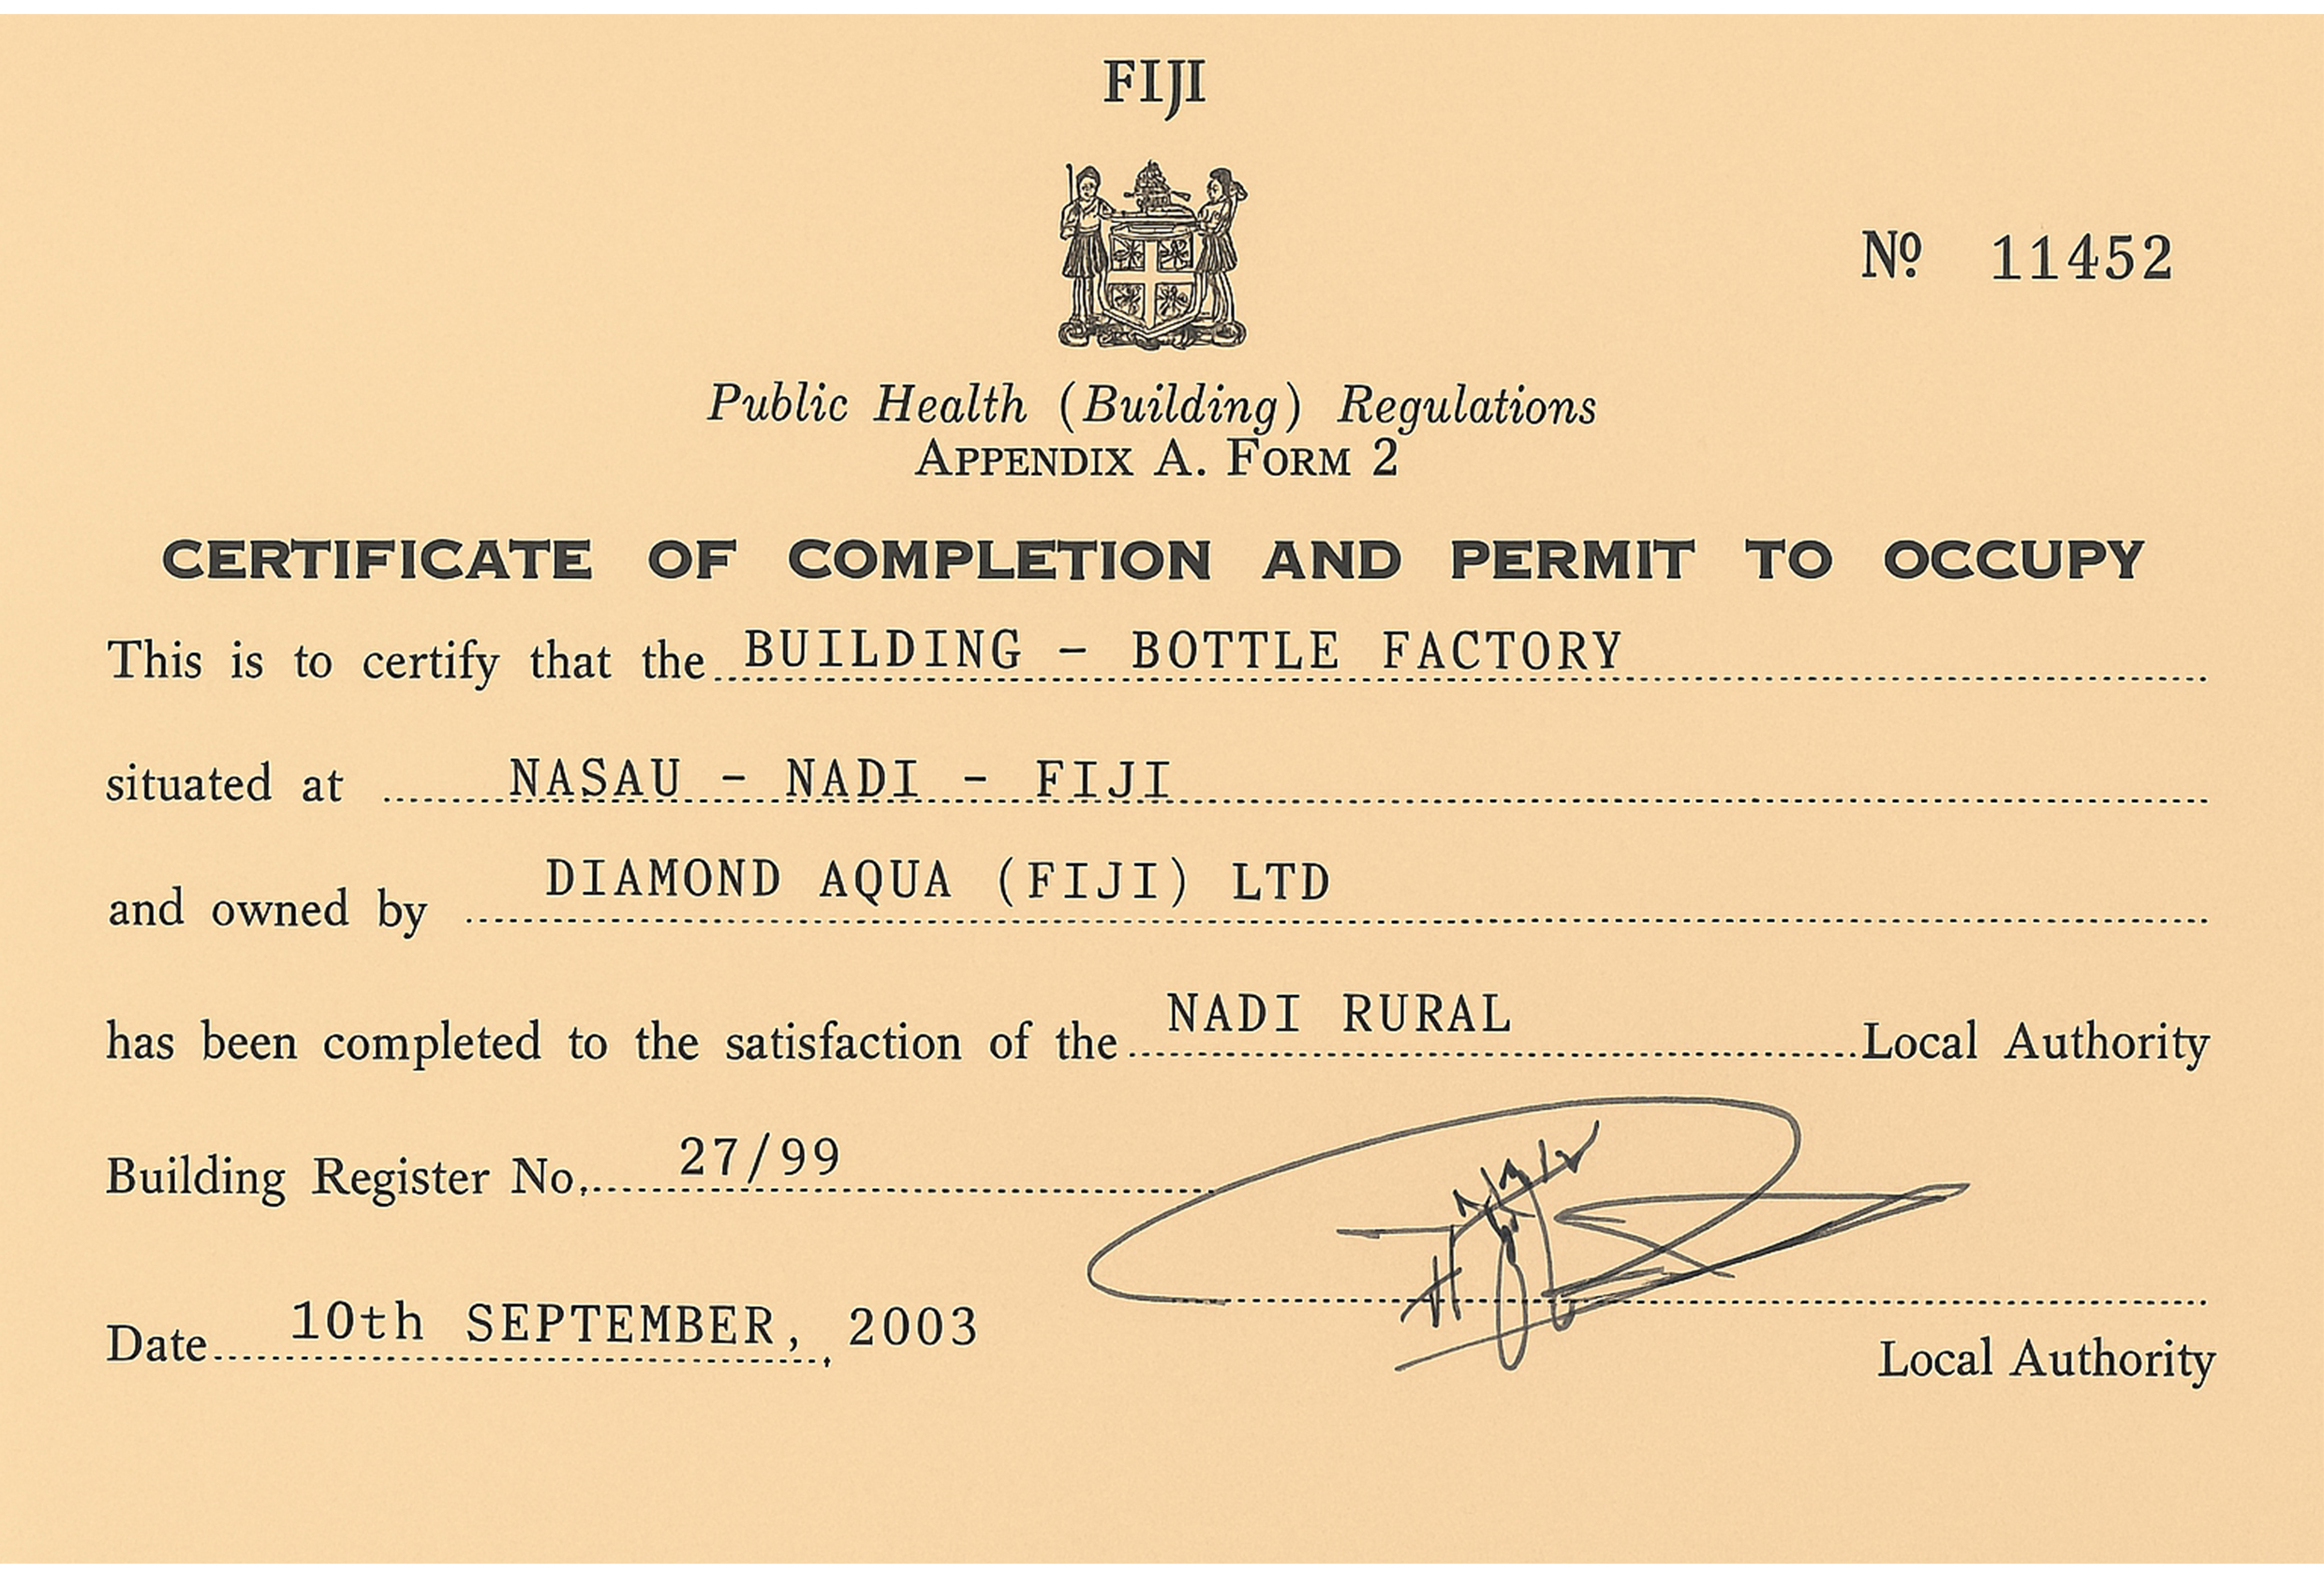 FIJI
Nº 11452
Public Health (Building) Regulations
APPENDIX A. FORM 2
CERTIFICATE OF COMPLETION AND PERMIT TO OCCUPY
This is to certify that the BUILDING - BOTTLE FACTORY
situated at NASAU - NADI - FIJI
and owned by DIAMOND AQUA (FIJI) LTD
has been completed to the satisfaction of the NADI RURAL Local Authority
Building Register No. 27/99
Date 10th SEPTEMBER, 2003
Local Authority